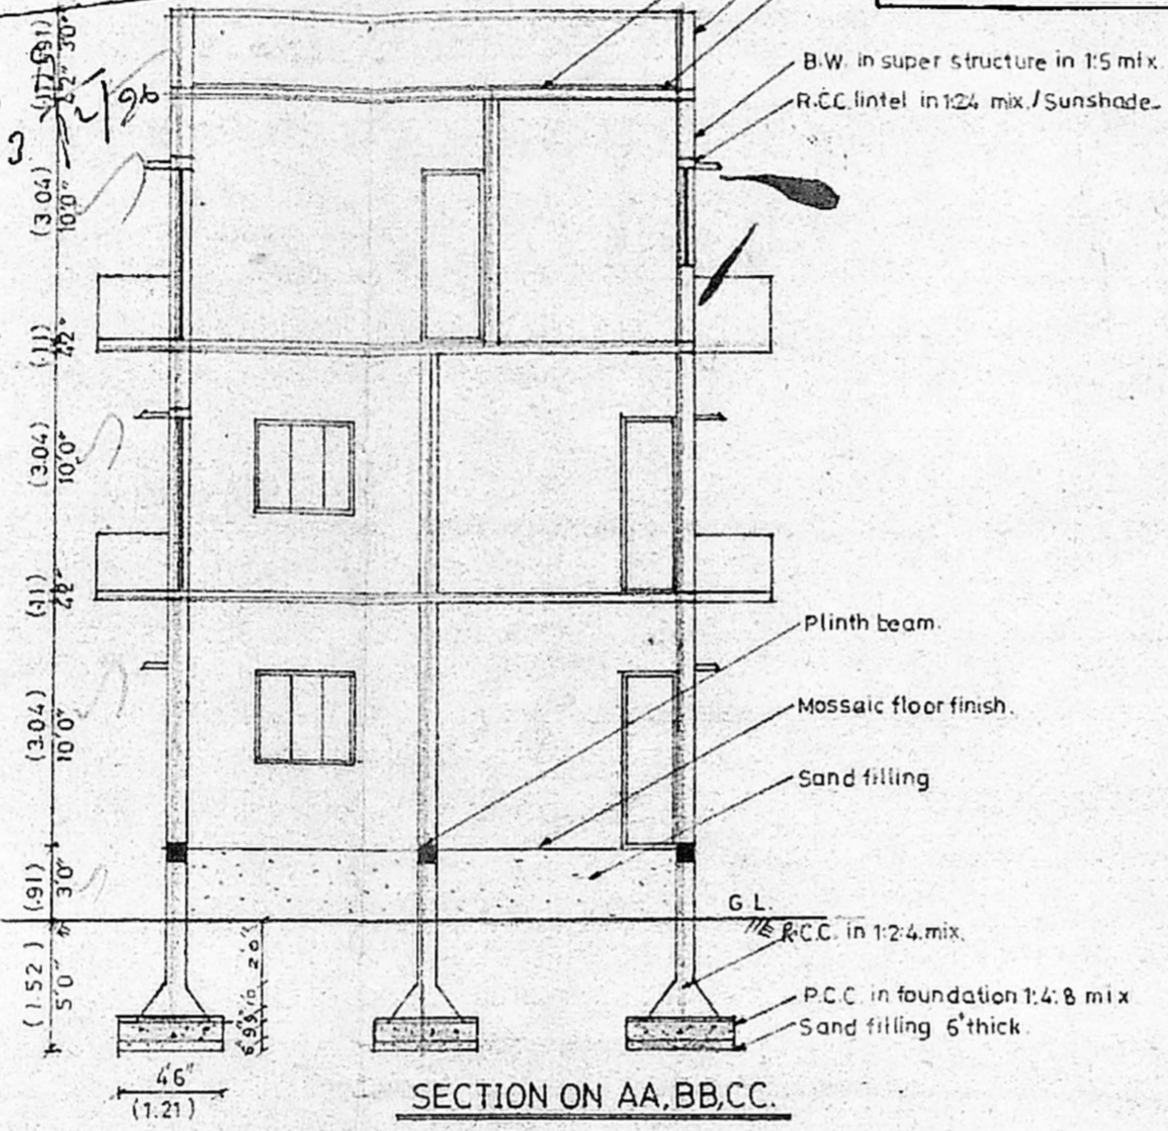 B.W. in super structure in 1:5 mix.
R.C.C. lintel in 1:24 mix./Sunshade
3'0"
(3.04)
10'0"
(.11)
4½"
(3.04)
10'0"
(.11)
4½"
Plinth beam.
Mossaic floor finish.
(3.04)
10'0"
Sand filling
(.91)
3'0"
G.L.
R.C.C. in 1:2:4.mix.
(1.52)
5'0"
P.C.C. in foundation 1:4:8 mix
Sand filling 6"thick.
4'6"
(1.21)
SECTION ON AA,BB,CC.